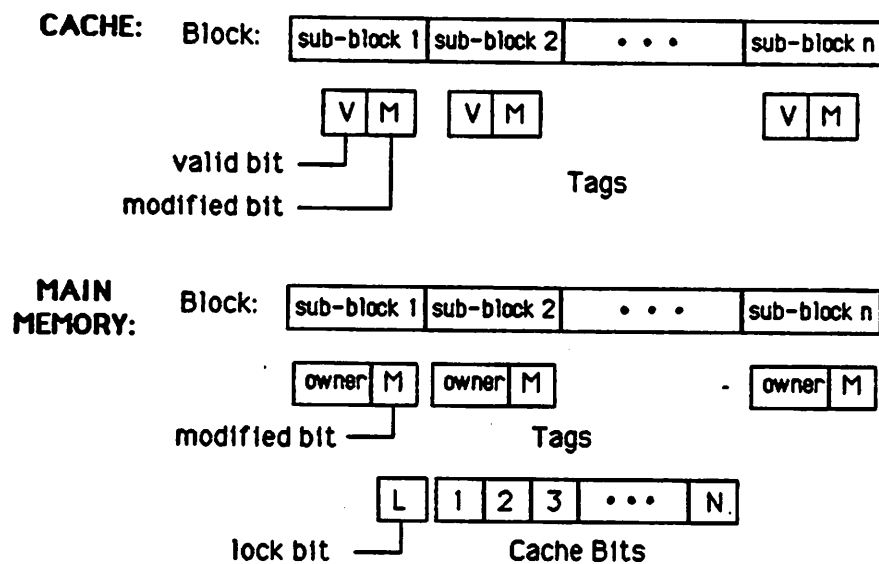 CACHE: Block: sub-block 1 sub-block 2 • • • sub-block n
V M V M V M
valid bit
Tags
modified bit
MAIN MEMORY: Block: sub-block 1 sub-block 2 • • • sub-block n
owner M owner M owner M
modified bit Tags
L 1 2 3 ••• N
lock bit Cache Bits